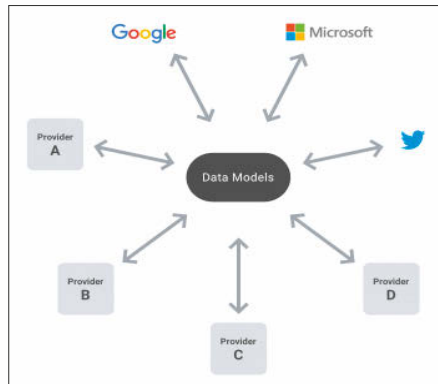 Google
Microsoft
Provider
A
Data Models
Provider
B
Provider
D
Provider
C